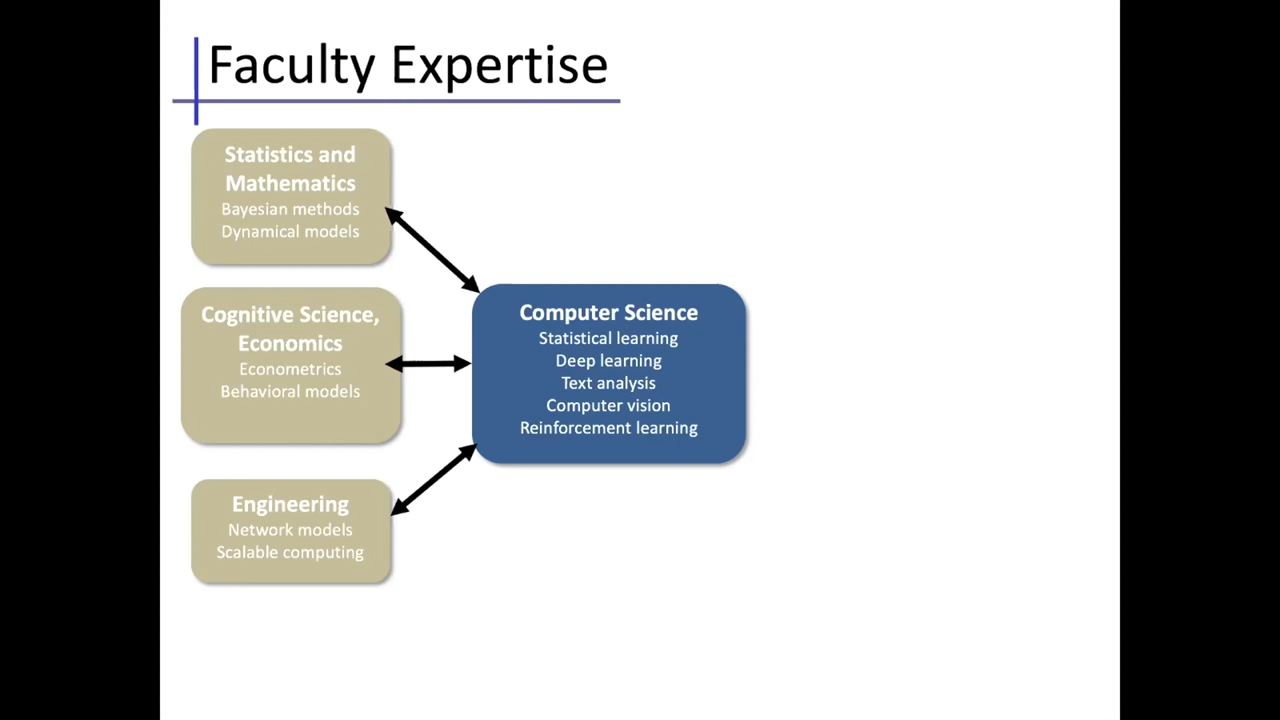 Faculty Expertise
Statistics and
Mathematics
Bayesian methods
Dynamical models
Cognitive Science,
Economics
Econometrics
Behavioral models
Engineering
Network models
Scalable computing
Computer Science
Statistical learning
Deep learning
Text analysis
Computer vision
Reinforcement learning